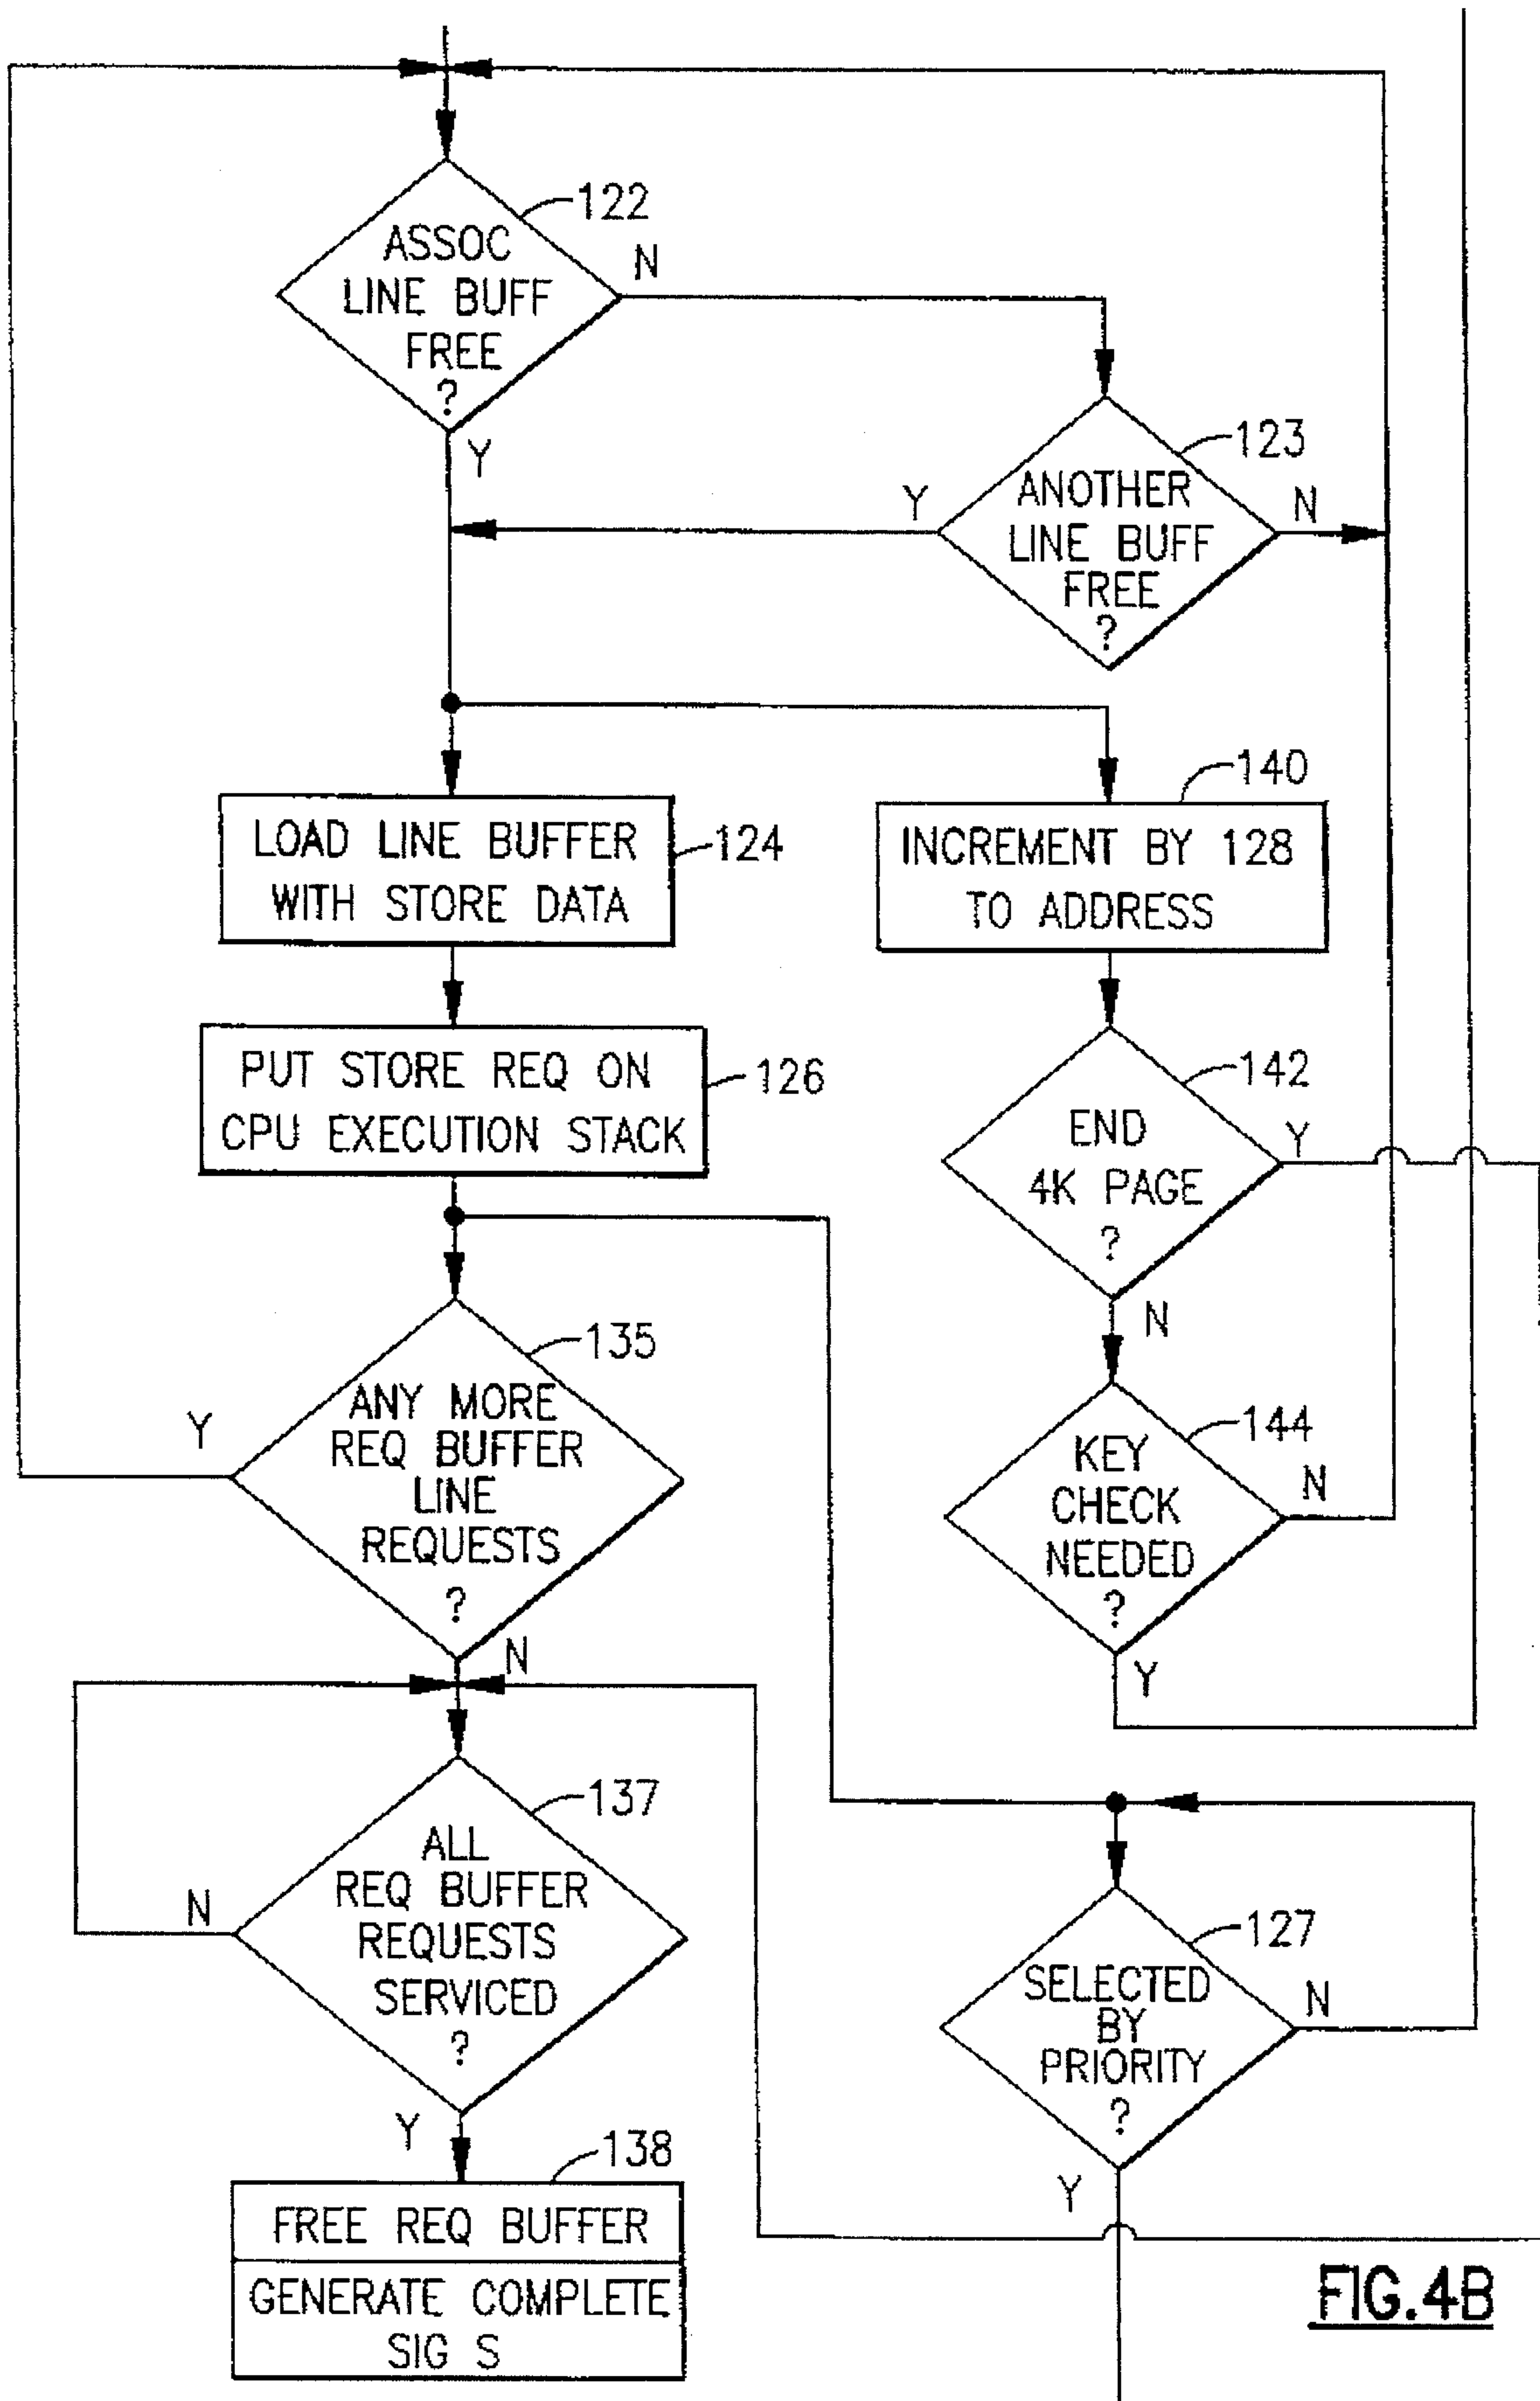 122
ASSOC
LINE BUFF
FREE
?
N
Y
123
ANOTHER
LINE BUFF
FREE
?
Y
N
LOAD LINE BUFFER
WITH STORE DATA
124
140
INCREMENT BY 128
TO ADDRESS
PUT STORE REQ ON
CPU EXECUTION STACK
126
142
END
4K PAGE
?
Y
N
135
ANY MORE
REQ BUFFER
LINE
REQUESTS
?
Y
N
144
KEY
CHECK
NEEDED
?
N
Y
137
ALL
REQ BUFFER
REQUESTS
SERVICED
?
N
Y
127
SELECTED
BY
PRIORITY
?
N
Y
138
FREE REQ BUFFER
GENERATE COMPLETE
SIG S
FIG.4B